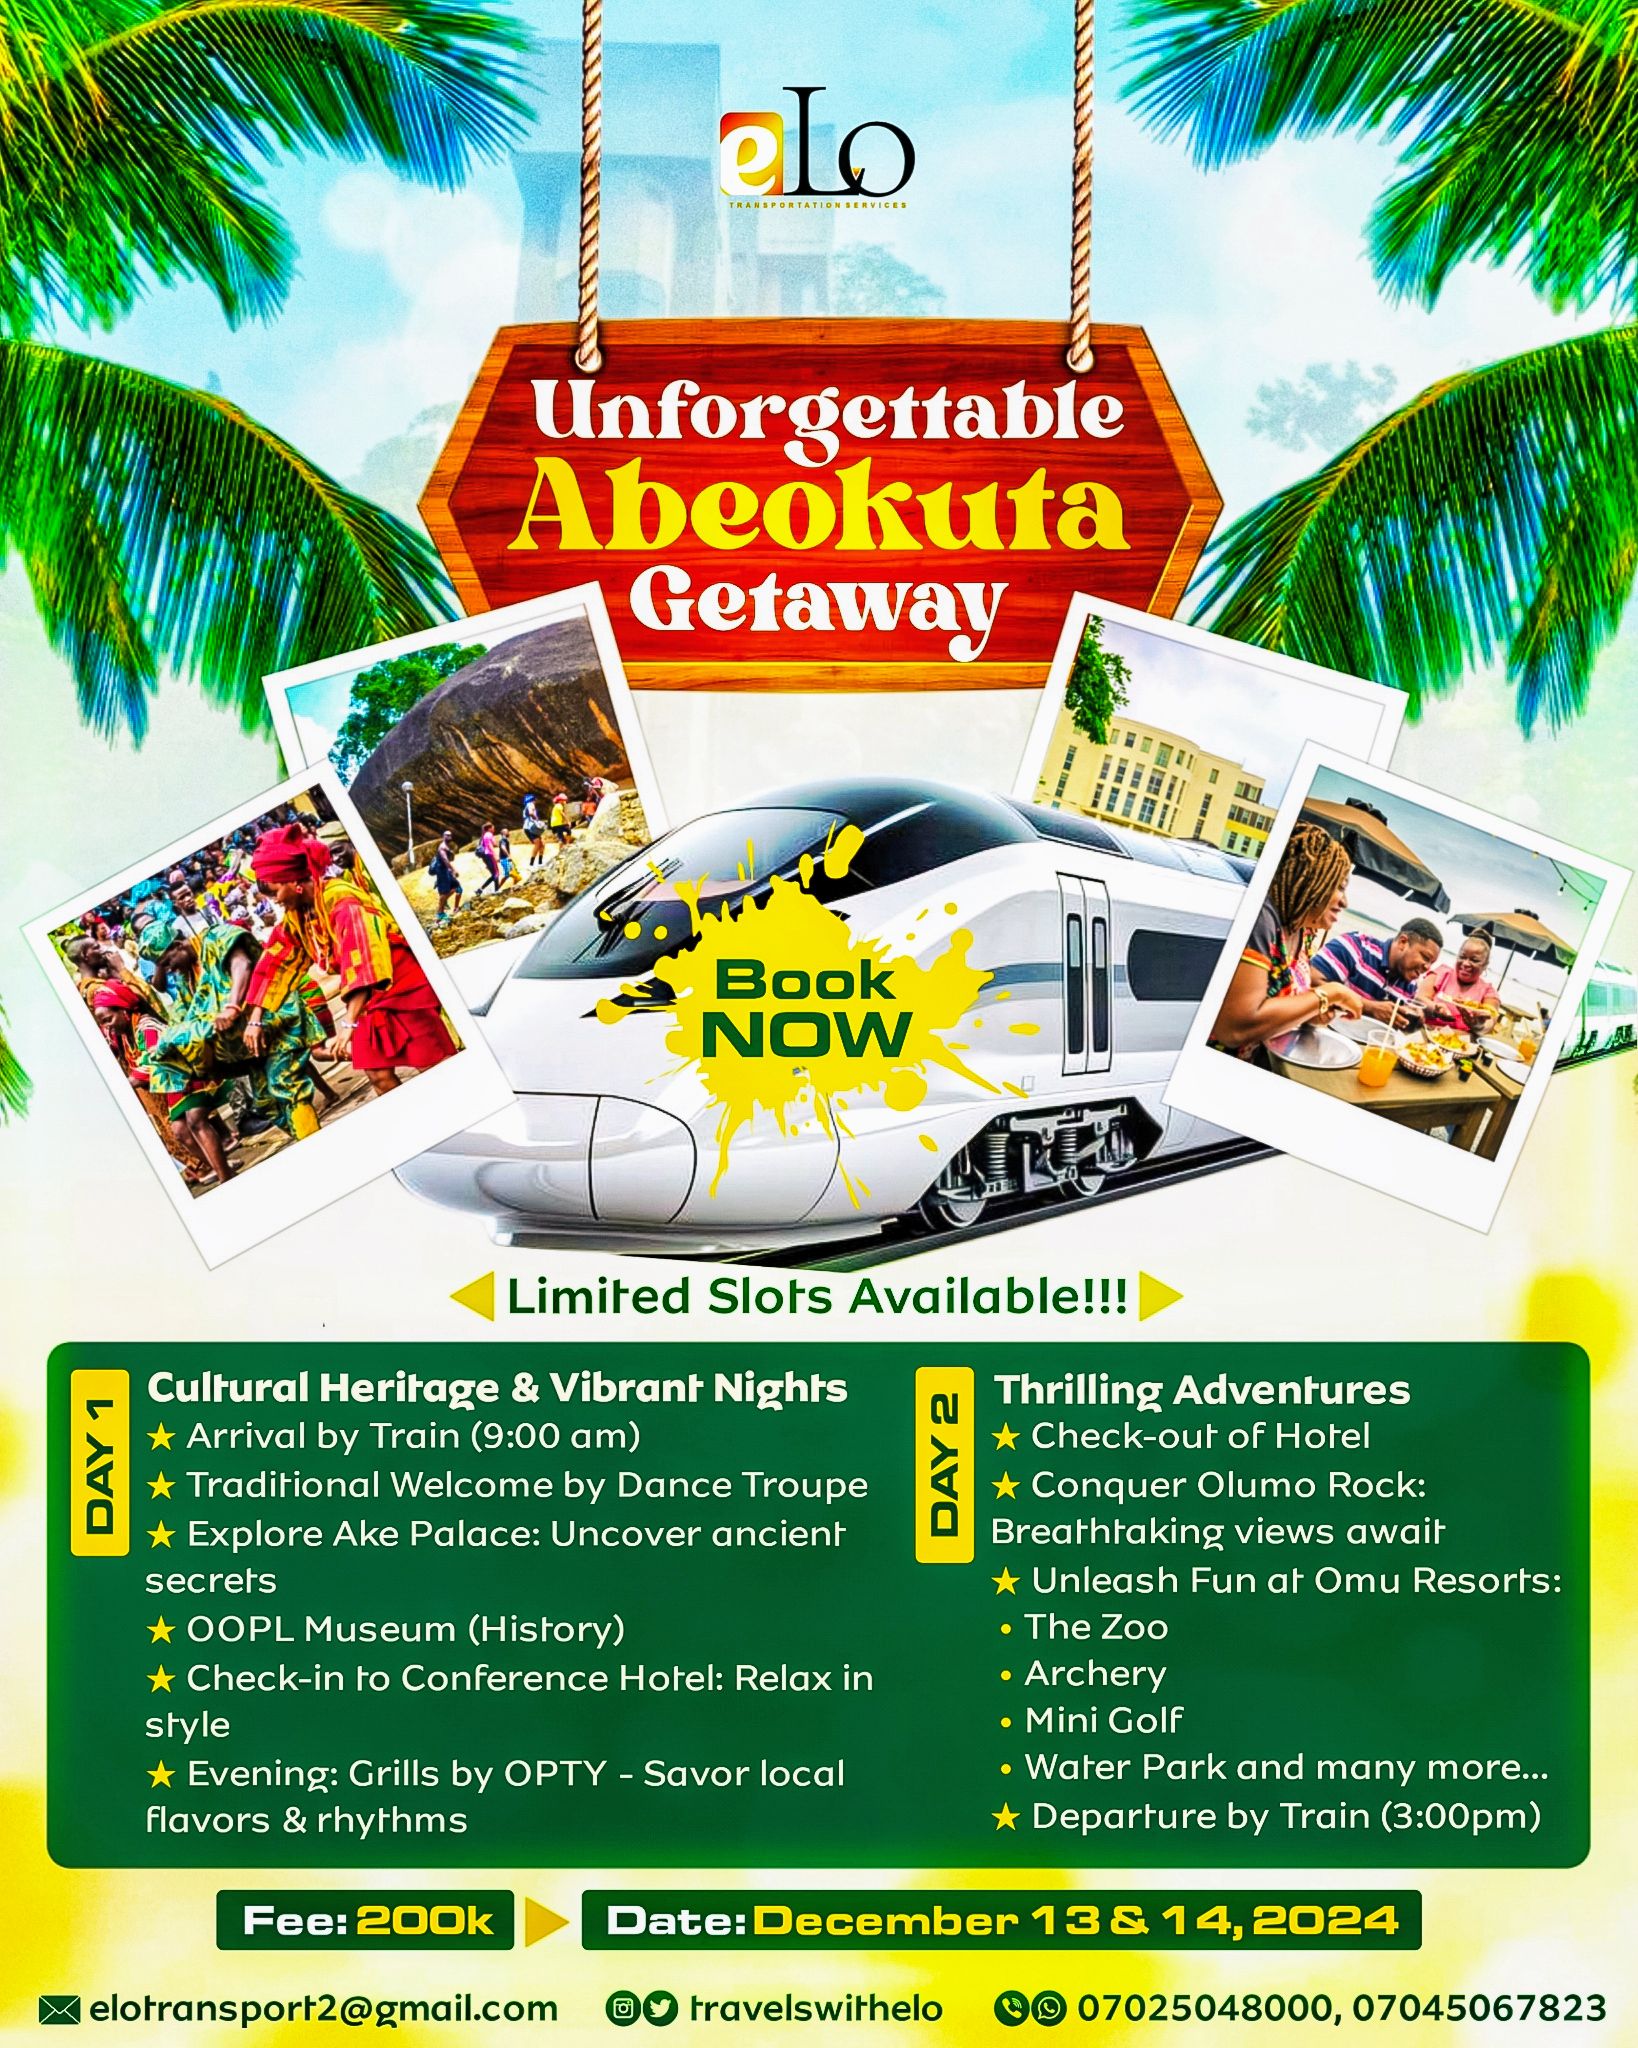 eLo
TRANSPORTATION SERVICES
Unforgettable
Abeokuta
Getaway
Book
NOW
Limited Slots Available!!!
DAY 1
Cultural Heritage & Vibrant Nights
★ Arrival by Train (9:00 am)
★ Traditional Welcome by Dance Troupe
★ Explore Ake Palace: Uncover ancient
secrets
★ OOPL Museum (History)
★ Check-in to Conference Hotel: Relax in
style
★ Evening: Grills by OPTY - Savor local
flavors & rhythms
DAY 2
Thrilling Adventures
★ Check-out of Hotel
★ Conquer Olumo Rock:
Breathtaking views await
★ Unleash Fun at Omu Resorts:
• The Zoo
• Archery
• Mini Golf
• Water Park and many more...
★ Departure by Train (3:00pm)
Fee: 200k
Date: December 13 & 14, 2024
elotransport2@gmail.com
travelswithelo
07025048000, 07045067823